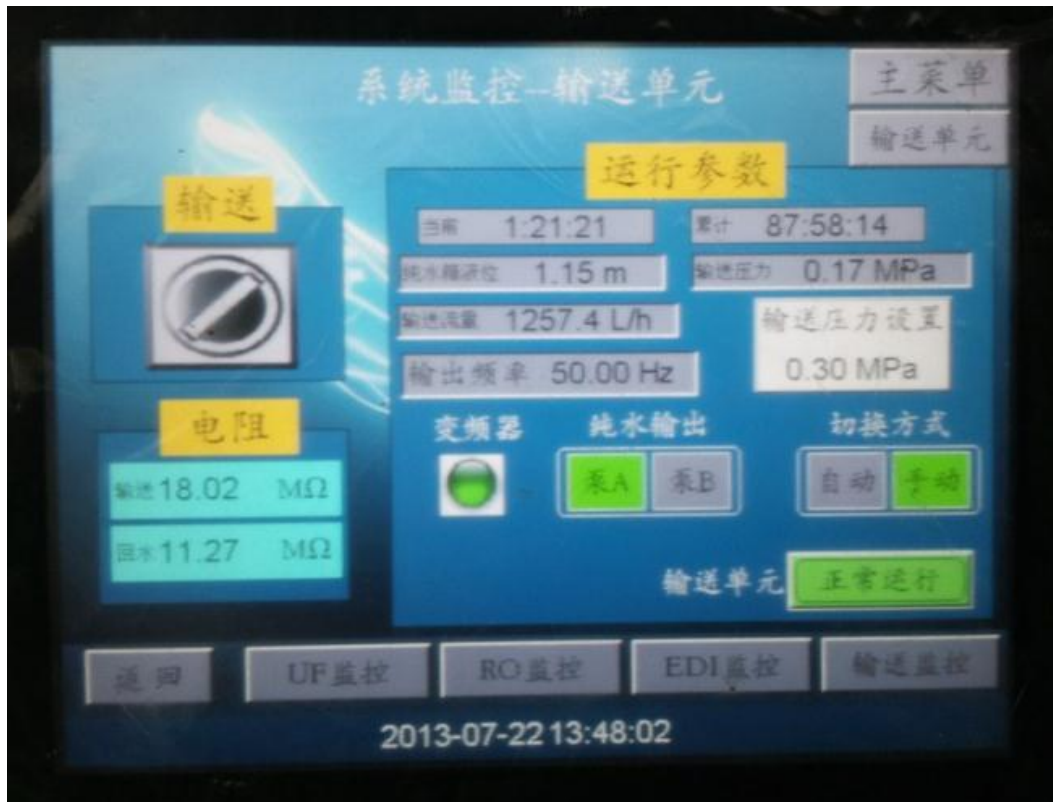 系统监控--输送单元
主菜单
输送单元
输送
运行参数
当前 1:21:21
累计 87:58:14
纯水箱液位 1.15 m
输送压力 0.17 MPa
输送流量 1257.4 L/h
输送压力设置
0.30 MPa
输出频率 50.00 Hz
电阻
输送 18.02 MΩ
回水 11.27 MΩ
变频器
纯水输出
切换方式
泵A 泵B
自动 手动
输送单元 正常运行
返回 UF监控 RO监控 EDI监控 输送监控
2013-07-22 13:48:02